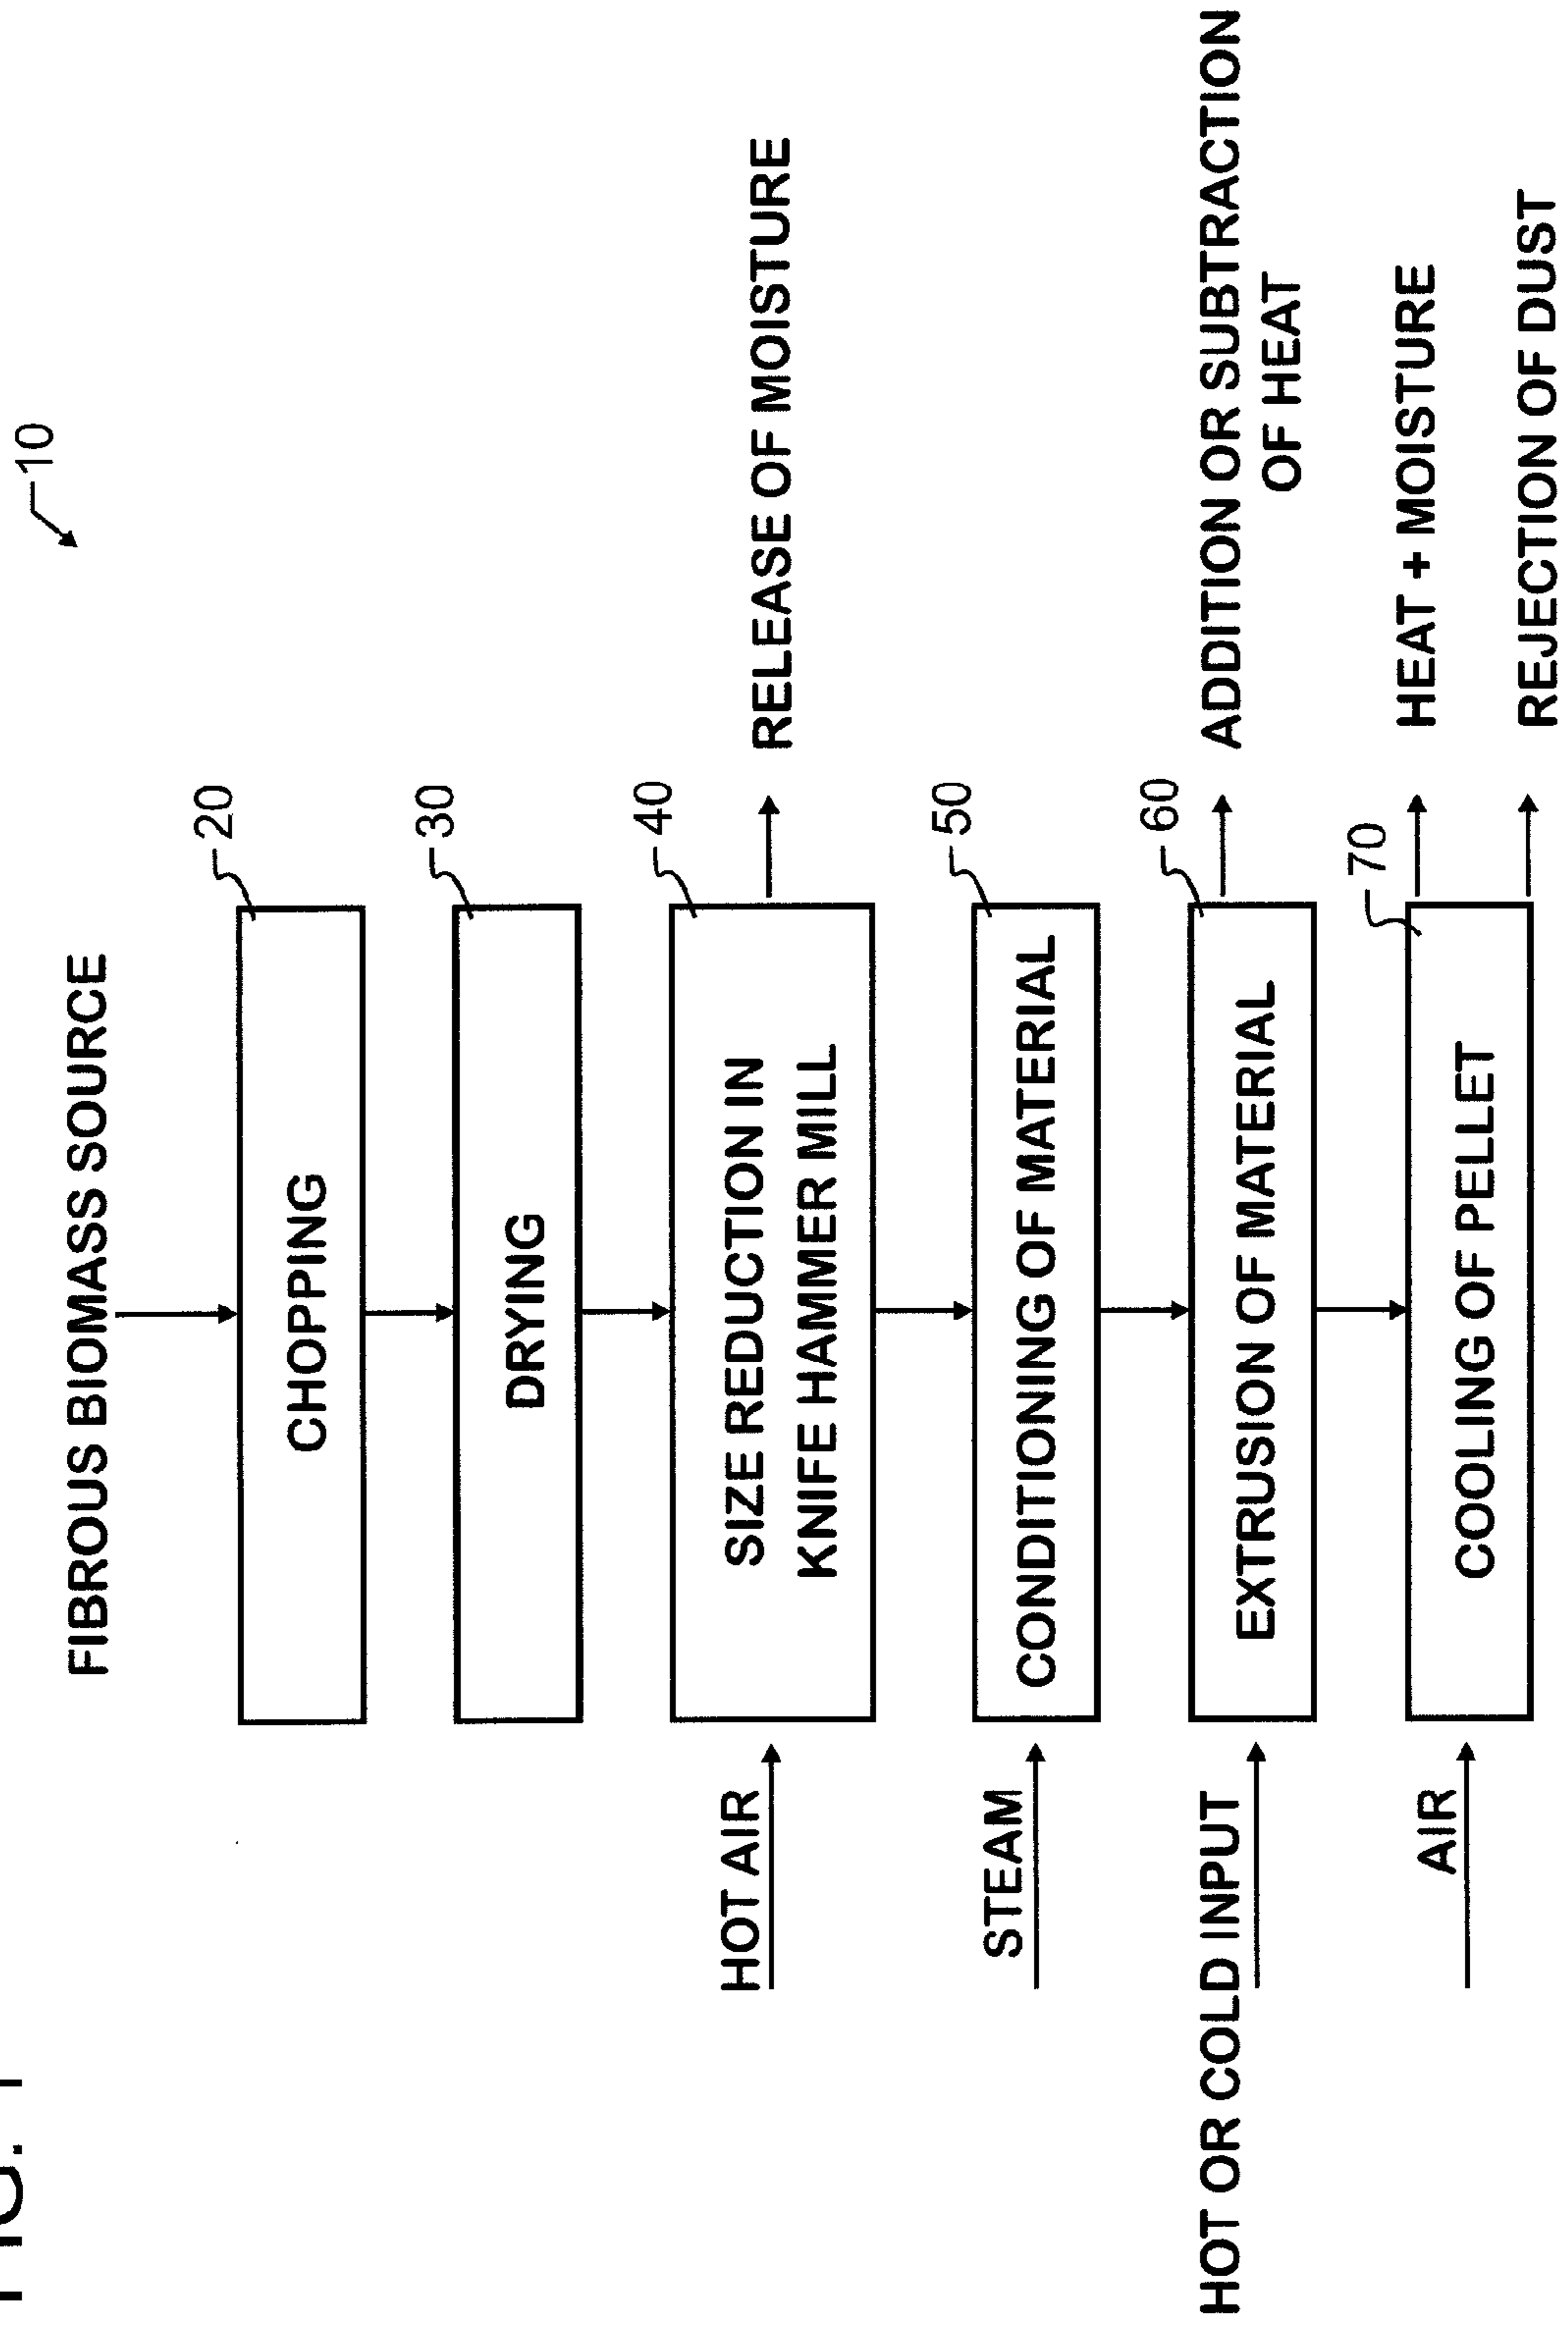 10
FIBROUS BIOMASS SOURCE
20
CHOPPING
30
DRYING
40
HOT AIR
SIZE REDUCTION IN
KNIFE HAMMER MILL
RELEASE OF MOISTURE
50
STEAM
CONDITIONING OF MATERIAL
60
HOT OR COLD INPUT
EXTRUSION OF MATERIAL
ADDITION OR SUBTRACTION
OF HEAT
70
AIR
COOLING OF PELLET
HEAT + MOISTURE
REJECTION OF DUST